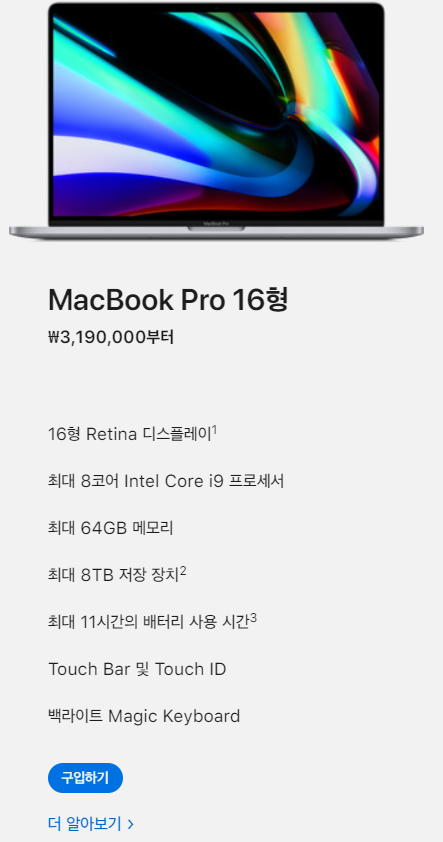 MacBook Pro 16형
₩3,190,000부터
16형 Retina 디스플레이1
최대 8코어 Intel Core i9 프로세서
최대 64GB 메모리
최대 8TB 저장 장치2
최대 11시간의 배터리 사용 시간3
Touch Bar 및 Touch ID
백라이트 Magic Keyboard
구입하기
더 알아보기 >